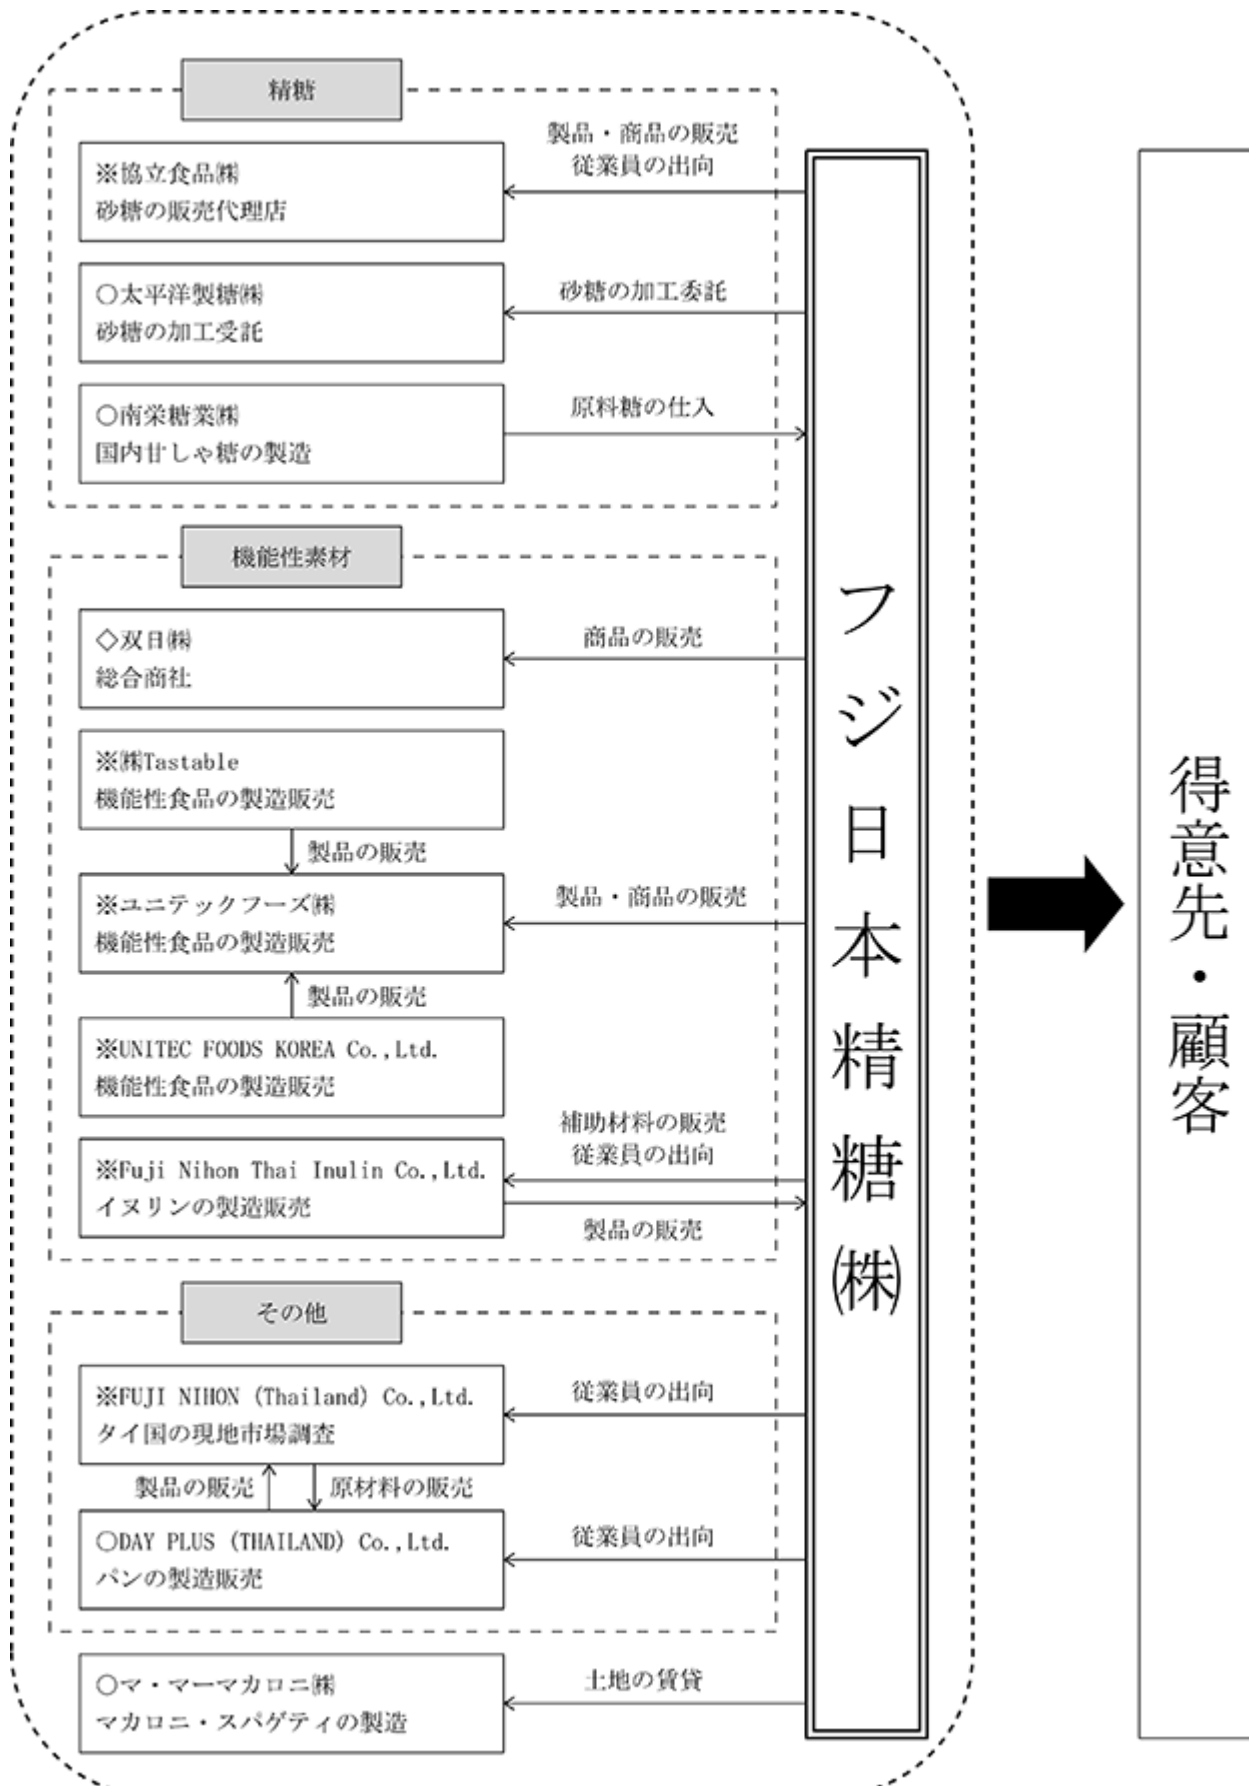 精糖
製品・商品の販売
従業員の出向
※協立食品㈱
砂糖の販売代理店
砂糖の加工委託
○太平洋製糖㈱
砂糖の加工受託
原料糖の仕入
○南栄糖業㈱
国内甘しゃ糖の製造
機能性素材
商品の販売
◇双日㈱
総合商社
※㈱Tastable
機能性食品の製造販売
製品の販売
製品・商品の販売
※ユニテックフーズ㈱
機能性食品の製造販売
製品の販売
※UNITEC FOODS KOREA Co.,Ltd.
機能性食品の製造販売
補助材料の販売
従業員の出向
※Fuji Nihon Thai Inulin Co.,Ltd.
イヌリンの製造販売
製品の販売
その他
従業員の出向
※FUJI NIHON (Thailand) Co.,Ltd.
タイ国の現地市場調査
製品の販売
原材料の販売
従業員の出向
○DAY PLUS (THAILAND) Co.,Ltd.
パンの製造販売
土地の賃貸
○マ・マーマカロニ㈱
マカロニ・スパゲティの製造
フジ日本精糖(株)
得意先・顧客